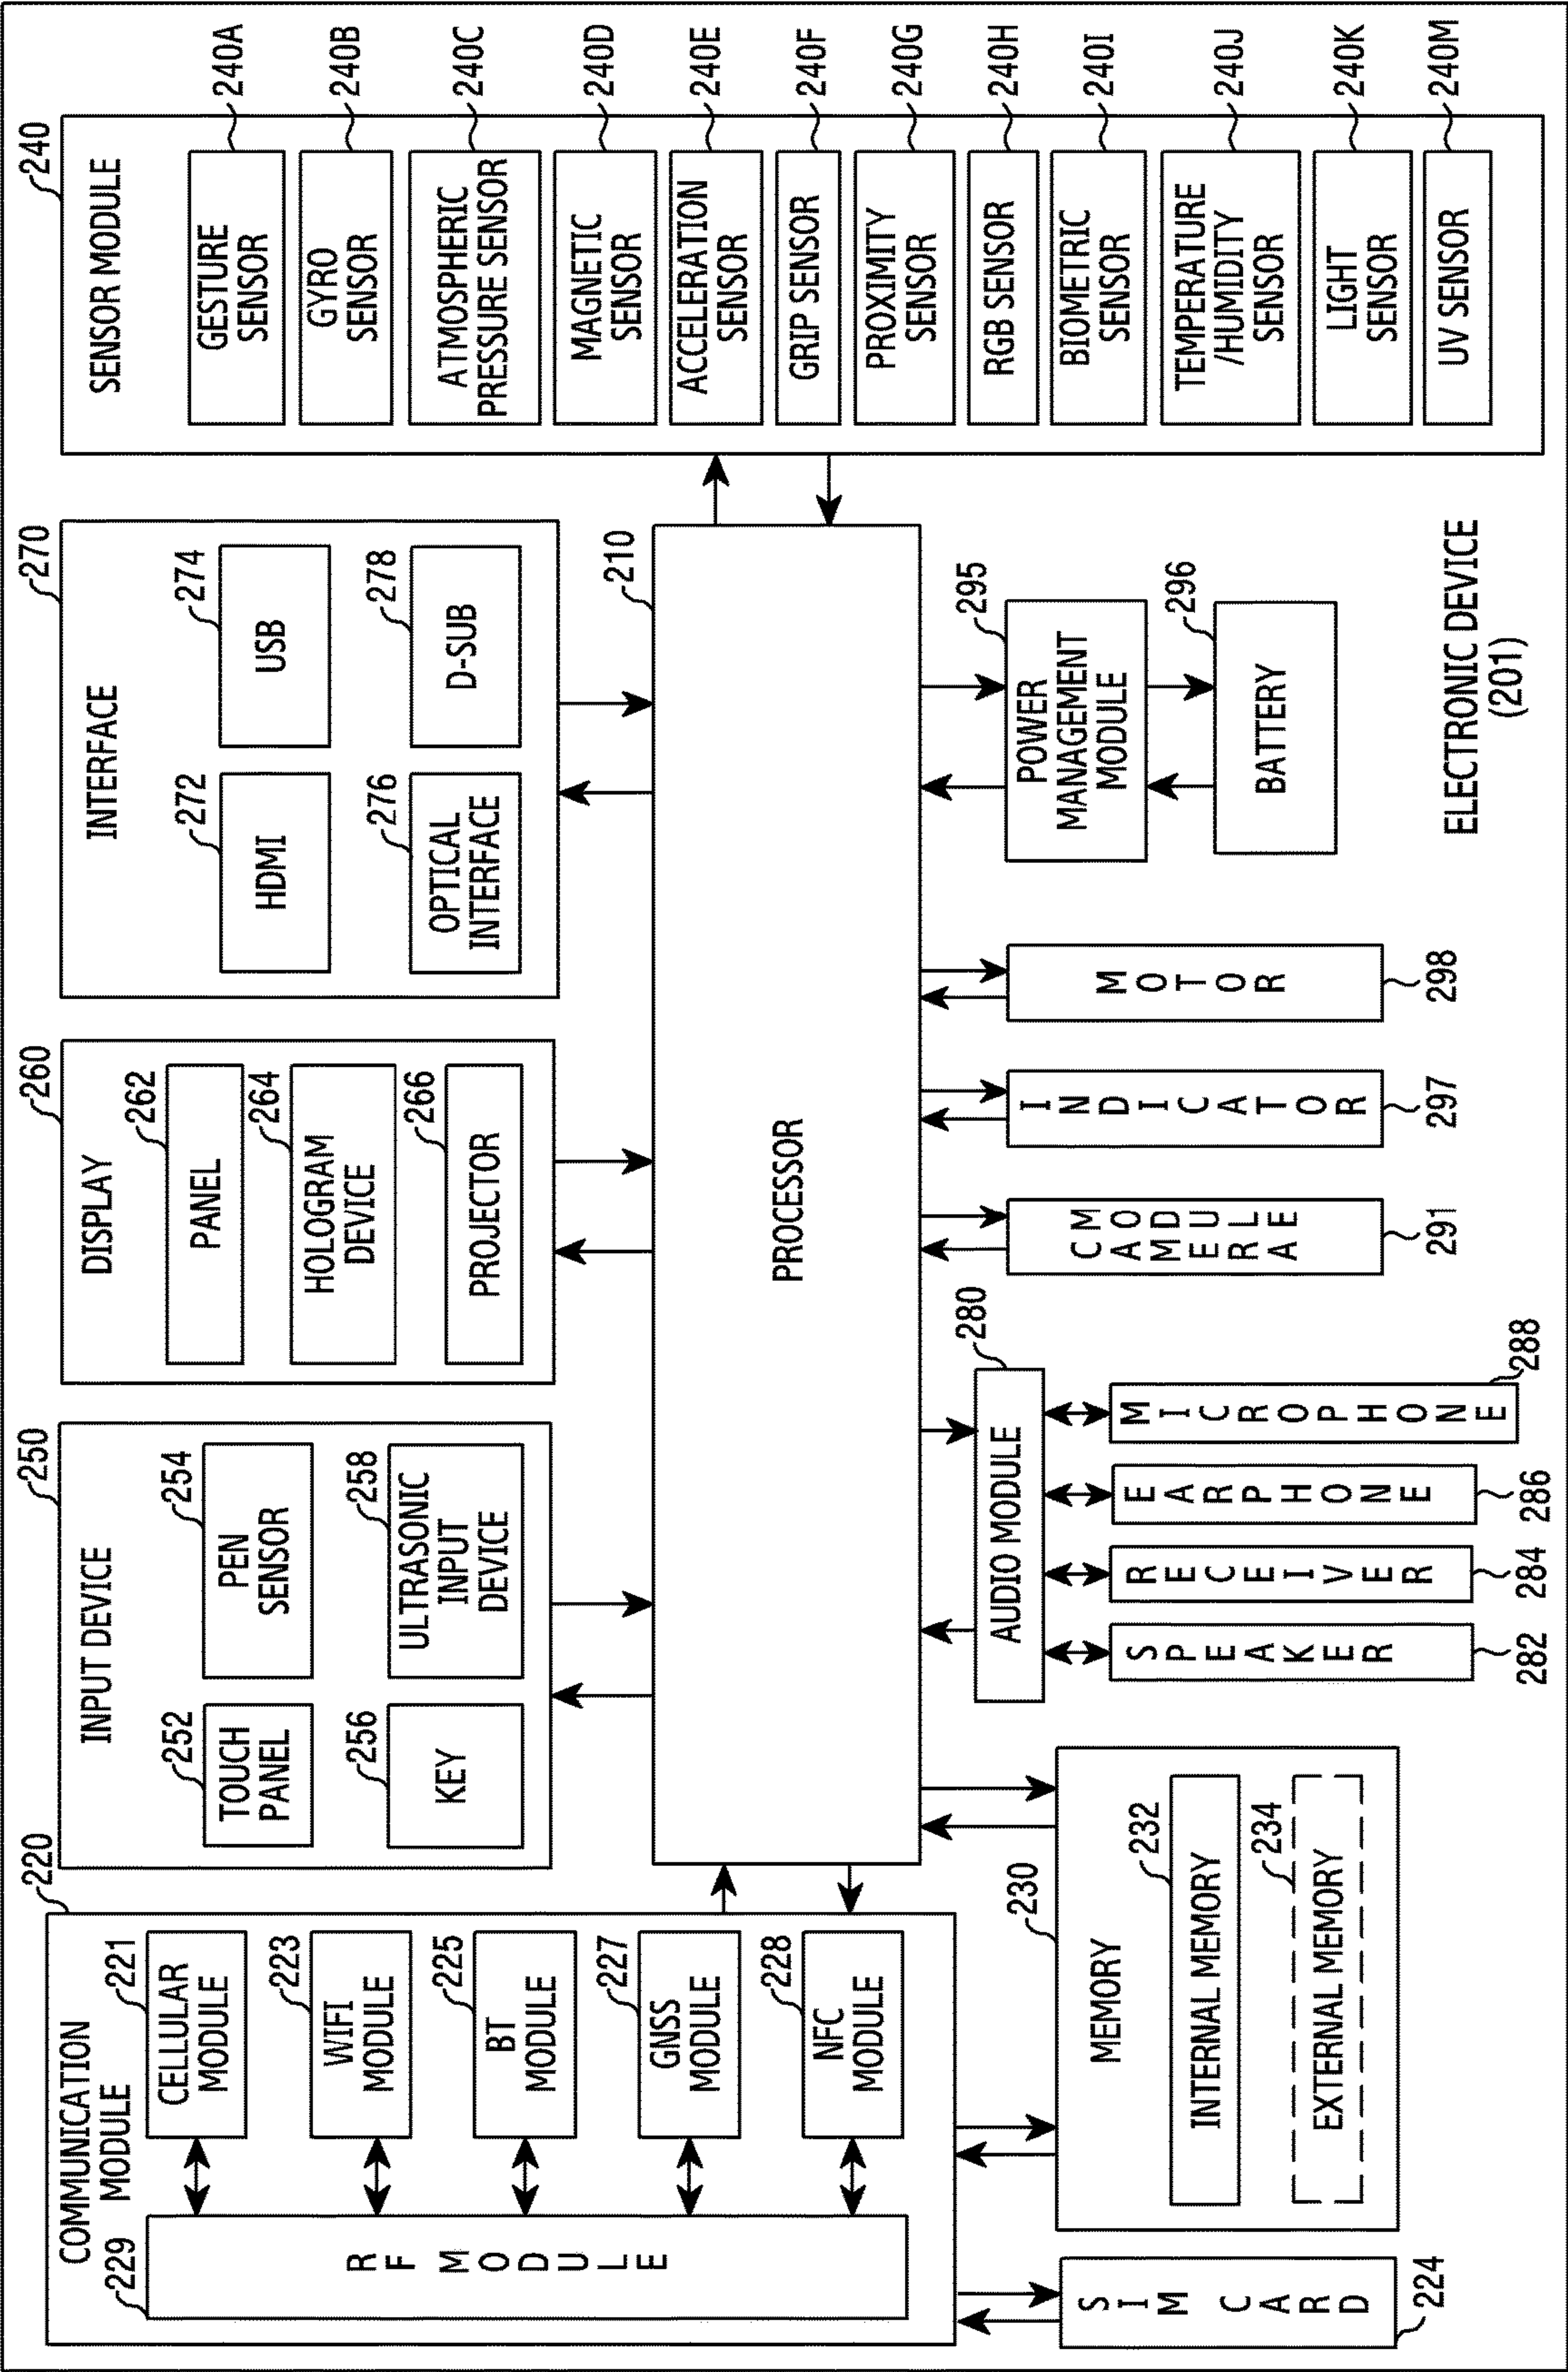 COMMUNICATION
MODULE
220
229
RF MODULE
221
CELLULAR
MODULE
223
WIFI
MODULE
225
BT
MODULE
227
GNSS
MODULE
228
NFC
MODULE
250
INPUT DEVICE
252
TOUCH
PANEL
254
PEN
SENSOR
256
KEY
258
ULTRASONIC
INPUT
DEVICE
260
DISPLAY
262
PANEL
264
HOLOGRAM
DEVICE
266
PROJECTOR
270
INTERFACE
272
HDMI
274
USB
276
OPTICAL
INTERFACE
278
D-SUB
240
SENSOR MODULE
GESTURE
SENSOR
240A
GYRO
SENSOR
240B
ATMOSPHERIC
PRESSURE SENSOR
240C
MAGNETIC
SENSOR
240D
ACCELERATION
SENSOR
240E
GRIP SENSOR
240F
PROXIMITY
SENSOR
240G
RGB SENSOR
240H
BIOMETRIC
SENSOR
240I
TEMPERATURE
/HUMIDITY
SENSOR
240J
LIGHT
SENSOR
240K
UV SENSOR
240M
210
PROCESSOR
SIM CARD
224
230
MEMORY
232
INTERNAL MEMORY
234
EXTERNAL MEMORY
280
AUDIO MODULE
SPEAKER
282
RECEIVER
284
EARPHONE
286
MICROPHONE
288
CAMERA
MODULE
291
INDICATOR
297
MOTOR
298
295
POWER
MANAGEMENT
MODULE
296
BATTERY
ELECTRONIC DEVICE
(201)